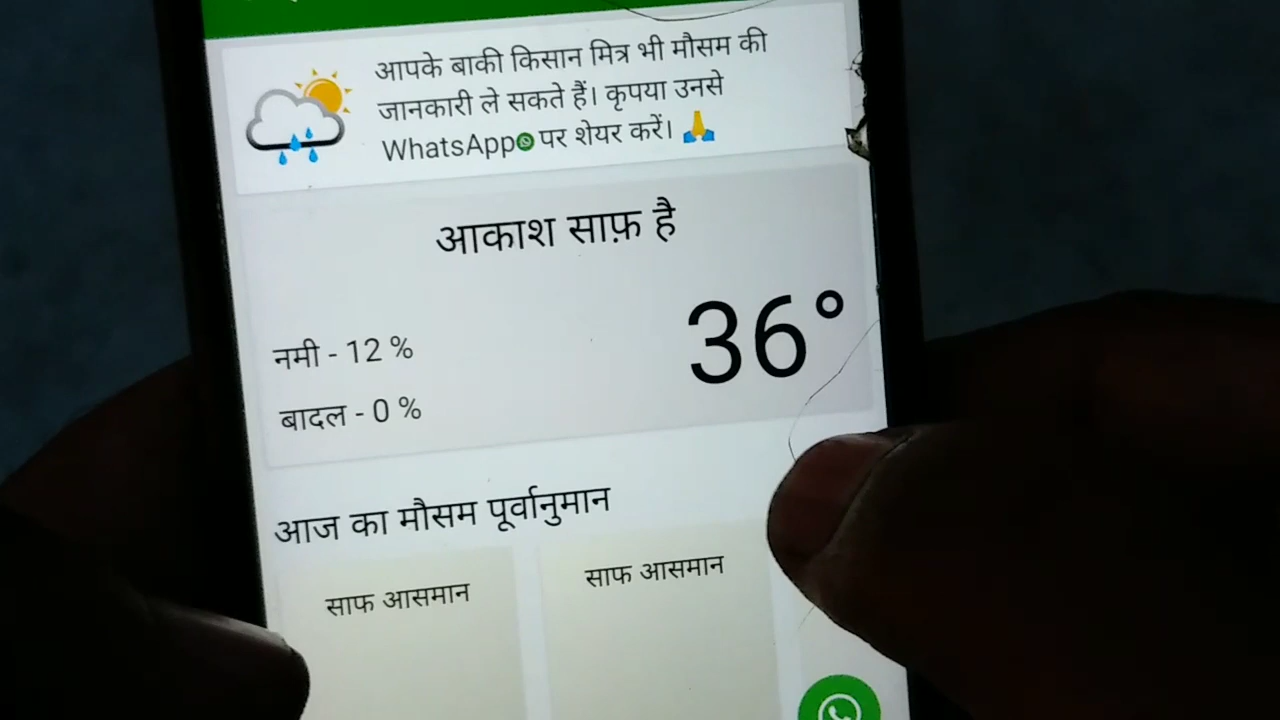 आपके बाकी किसान मित्र भी मौसम की
जानकारी ले सकते हैं। कृपया उनसे
WhatsApp पर शेयर करें। 🙏
आकाश साफ़ है
36°
नमी - 12 %
बादल - 0 %
आज का मौसम पूर्वानुमान
साफ आसमान
साफ आसमान